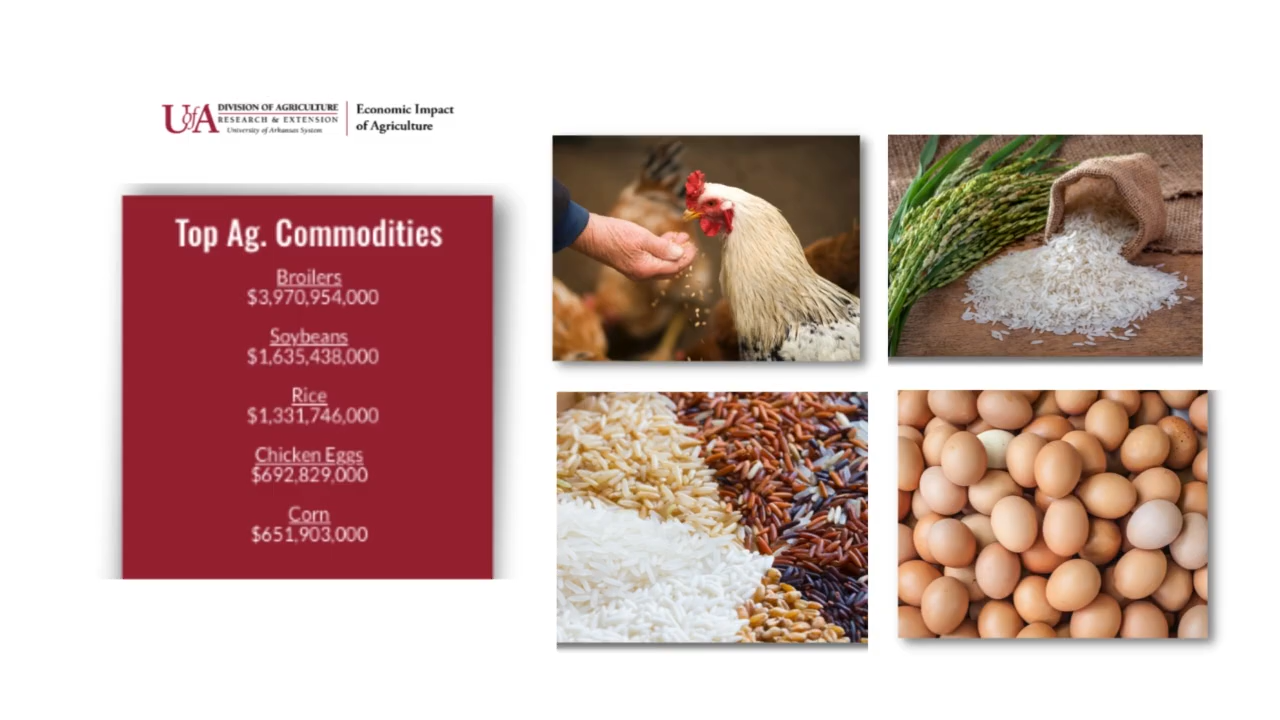 UofA DIVISION OF AGRICULTURE
RESEARCH & EXTENSION
University of Arkansas System
Economic Impact
of Agriculture
Top Ag. Commodities
Broilers
$3,970,954,000
Soybeans
$1,635,438,000
Rice
$1,331,746,000
Chicken Eggs
$692,829,000
Corn
$651,903,000